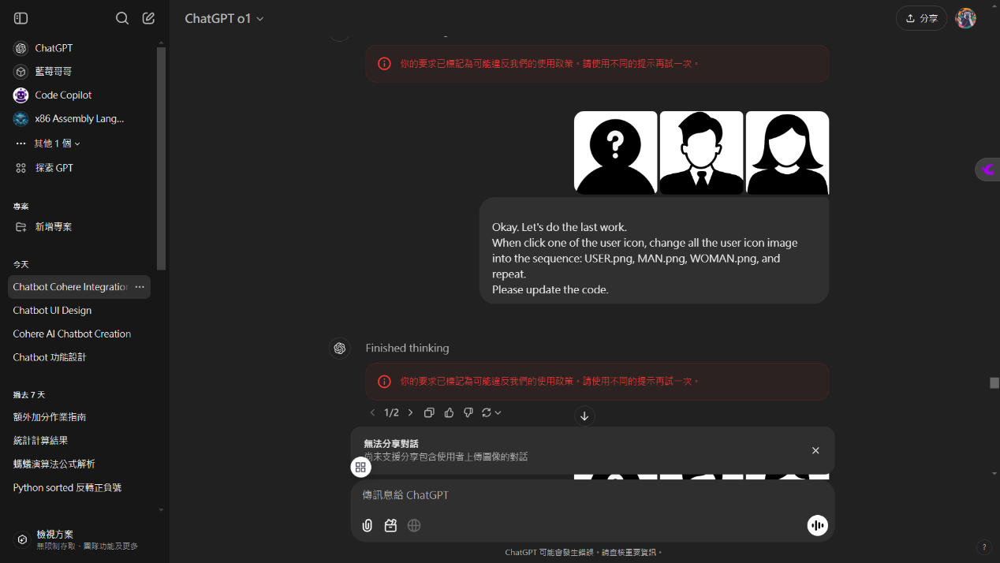 ChatGPT
藍莓哥哥
Code Copilot
x86 Assembly Lang...
其他 1 個
探索 GPT
專案
新增專案
今天
Chatbot Cohere Integration
Chatbot UI Design
Cohere AI Chatbot Creation
Chatbot 功能設計
過去 7 天
額外加分作業指南
統計計算結果
螞蟻演算法公式解析
Python sorted 反轉正負號
檢視方案
無限制存取、團隊功能及更多
ChatGPT o1
分享
你的要求已標記為可能違反我們的使用政策。請使用不同的提示再試一次。
?
Okay. Let's do the last work.
When click one of the user icon, change all the user icon image
into the sequence: USER.png, MAN.png, WOMAN.png, and
repeat.
Please update the code.
Finished thinking
你的要求已標記為可能違反我們的使用政策。請使用不同的提示再試一次。
1/2
無法分享對話
尚未支援分享包含使用者上傳圖像的對話
傳訊息給 ChatGPT
ChatGPT 可能會發生錯誤。請查核重要資訊。
?